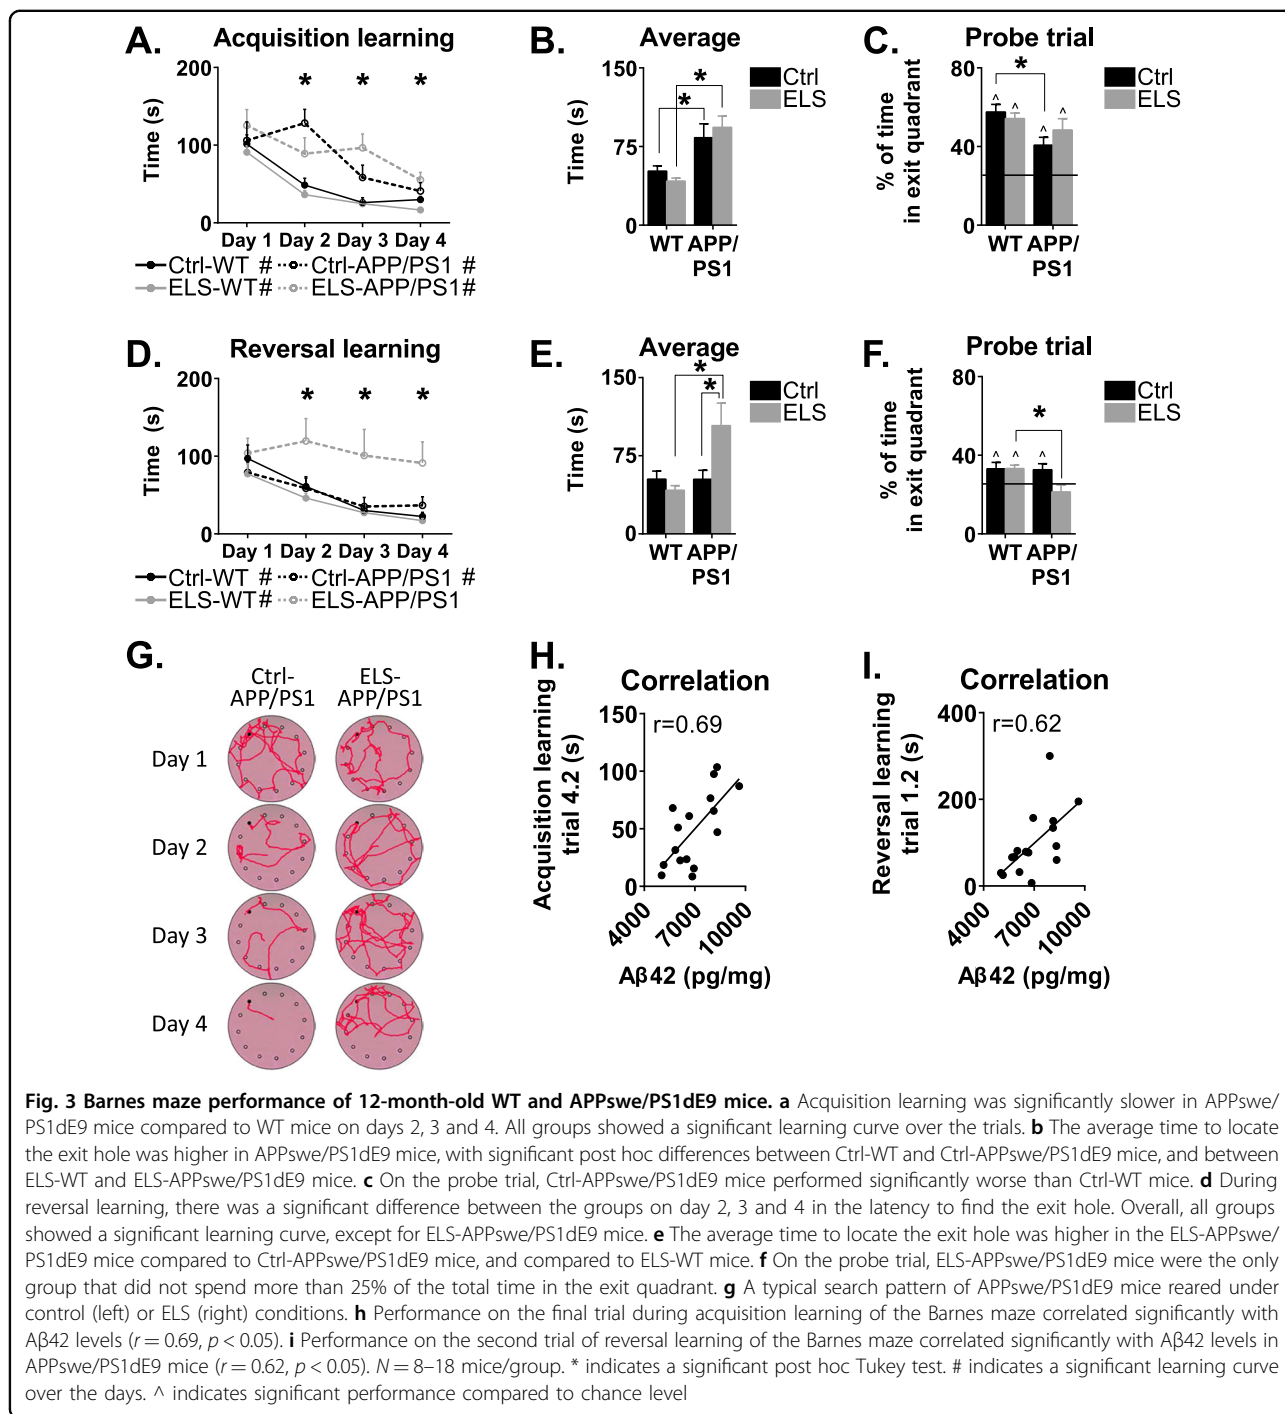 A. Acquisition learning
Time (s)
200
100
0
* * *
Day 1 Day 2 Day 3 Day 4
Ctrl-WT # Ctrl-APP/PS1 #
ELS-WT# ELS-APP/PS1#
B. Average
Time (s)
150
75
0
* *
WT APP/
PS1
Ctrl
ELS
C. Probe trial
% of time
in exit quadrant
80
40
0
*
^ ^ ^ ^
WT APP/
PS1
D. Reversal learning
Time (s)
200
100
0
* * *
Day 1 Day 2 Day 3 Day 4
Ctrl-WT # Ctrl-APP/PS1 #
ELS-WT# ELS-APP/PS1
E. Average
Time (s)
150
75
0
*
*
WT APP/
PS1
Ctrl
ELS
F. Probe trial
% of time
in exit quadrant
80
40
0
*
^ ^ ^
WT APP/
PS1
Ctrl
ELS
G.
Ctrl-
APP/PS1
ELS-
APP/PS1
Day 1
Day 2
Day 3
Day 4
H. Correlation
Acquisition learning
trial 4.2 (s)
r=0.69
150
100
50
0
4000 7000 10000
Aβ42 (pg/mg)
I. Correlation
Reversal learning
trial 1.2 (s)
r=0.62
400
200
0
4000 7000 10000
Aβ42 (pg/mg)
Fig. 3 Barnes maze performance of 12-month-old WT and APPswe/PS1dE9 mice. a Acquisition learning was significantly slower in APPswe/
PS1dE9 mice compared to WT mice on days 2, 3 and 4. All groups showed a significant learning curve over the trials. b The average time to locate
the exit hole was higher in APPswe/PS1dE9 mice, with significant post hoc differences between Ctrl-WT and Ctrl-APPswe/PS1dE9 mice, and between
ELS-WT and ELS-APPswe/PS1dE9 mice. c On the probe trial, Ctrl-APPswe/PS1dE9 mice performed significantly worse than Ctrl-WT mice. d During
reversal learning, there was a significant difference between the groups on day 2, 3 and 4 in the latency to find the exit hole. Overall, all groups
showed a significant learning curve, except for ELS-APPswe/PS1dE9 mice. e The average time to locate the exit hole was higher in the ELS-APPswe/
PS1dE9 mice compared to Ctrl-APPswe/PS1dE9 mice, and compared to ELS-WT mice. f On the probe trial, ELS-APPswe/PS1dE9 mice were the only
group that did not spend more than 25% of the total time in the exit quadrant. g A typical search pattern of APPswe/PS1dE9 mice reared under
control (left) or ELS (right) conditions. h Performance on the final trial during acquisition learning of the Barnes maze correlated significantly with
Aβ42 levels (r = 0.69, p < 0.05). i Performance on the second trial of reversal learning of the Barnes maze correlated significantly with Aβ42 levels in
APPswe/PS1dE9 mice (r = 0.62, p < 0.05). N = 8–18 mice/group. * indicates a significant post hoc Tukey test. # indicates a significant learning curve
over the days. ^ indicates significant performance compared to chance level